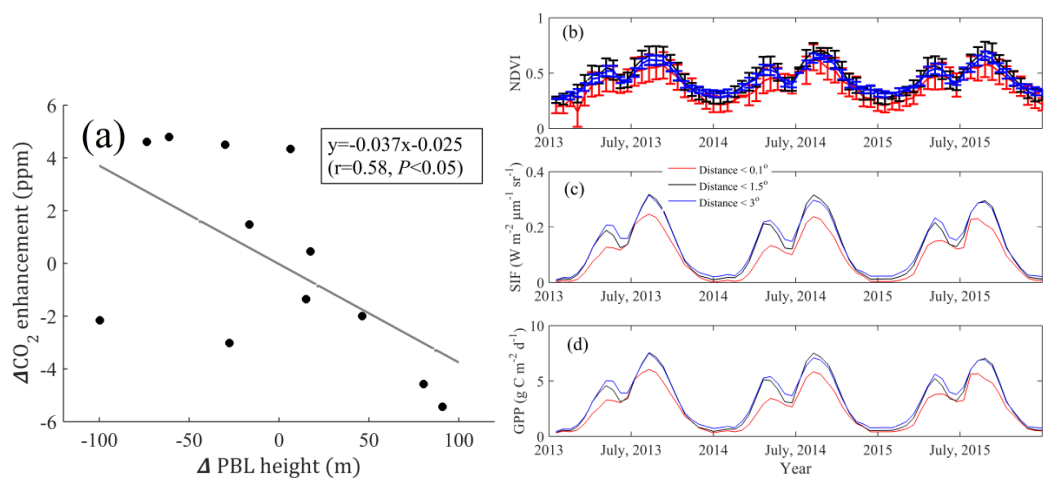 (a)
y=-0.037x-0.025
(r=0.58, P<0.05)
6
4
2
0
-2
-4
-6
-100
-50
0
50
100
ΔCO2 enhancement (ppm)
Δ PBL height (m)
(b)
1
0.5
0
NDVI
2013
July, 2013
2014
July, 2014
2015
July, 2015
(c)
Distance < 0.1°
Distance < 1.5°
Distance < 3°
0.4
0.2
0
SIF (W m-2 μm-1 sr-1)
2013
July, 2013
2014
July, 2014
2015
July, 2015
(d)
10
5
0
GPP (g C m-2 d-1)
2013
July, 2013
2014
July, 2014
2015
July, 2015
Year